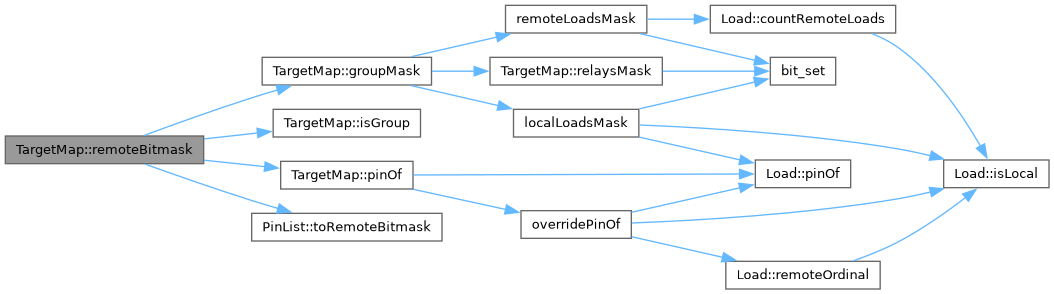 remoteLoadsMask
Load::countRemoteLoads
TargetMap::groupMask
TargetMap::relaysMask
bit_set
TargetMap::isGroup
localLoadsMask
TargetMap::remoteBitmask
TargetMap::pinOf
Load::pinOf
Load::isLocal
PinList::toRemoteBitmask
overridePinOf
Load::remoteOrdinal